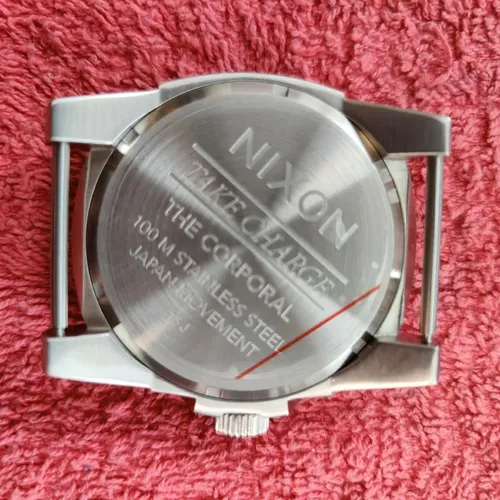 NIXON
TAKE CHARGE
THE CORPORAL
100 M STAINLESS STEEL
JAPAN MOVEMENT